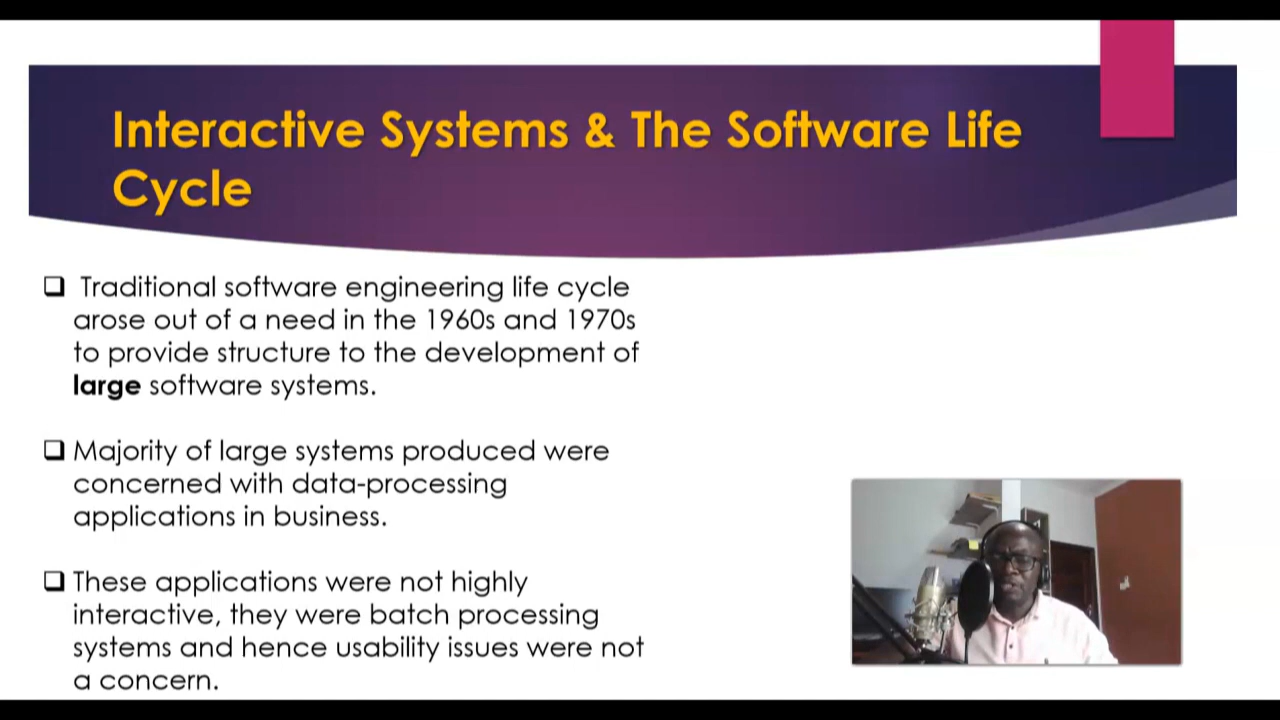 Interactive Systems & The Software Life
Cycle
❑ Traditional software engineering life cycle
arose out of a need in the 1960s and 1970s
to provide structure to the development of
large software systems.
❑ Majority of large systems produced were
concerned with data-processing
applications in business.
❑ These applications were not highly
interactive, they were batch processing
systems and hence usability issues were not
a concern.